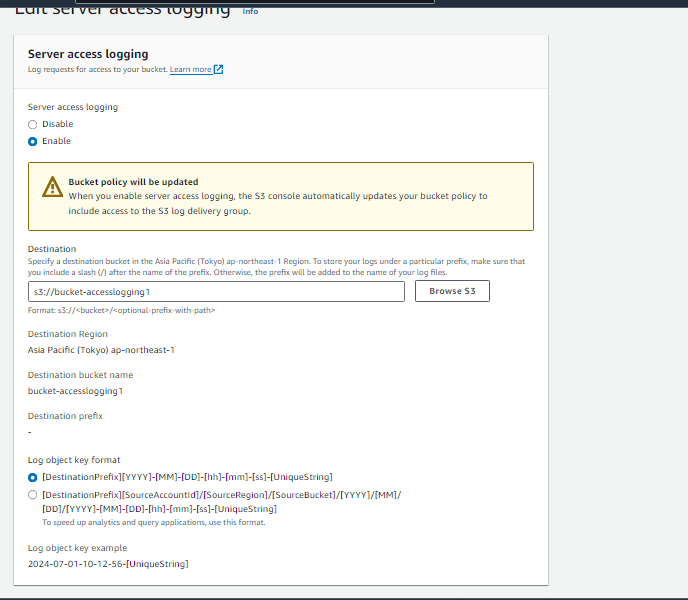 Edit server access logging Info
Server access logging
Log requests for access to your bucket. Learn more
Server access logging
Disable
Enable
Bucket policy will be updated
When you enable server access logging, the S3 console automatically updates your bucket policy to
include access to the S3 log delivery group.
Destination
Specify a destination bucket in the Asia Pacific (Tokyo) ap-northeast-1 Region. To store your logs under a particular prefix, make sure that
you include a slash (/) after the name of the prefix. Otherwise, the prefix will be added to the name of your log files.
s3://bucket-accesslogging1
Browse S3
Format: s3://<bucket>/<optional-prefix-with-path>
Destination Region
Asia Pacific (Tokyo) ap-northeast-1
Destination bucket name
bucket-accesslogging1
Destination prefix
-
Log object key format
[DestinationPrefix][YYYY]-[MM]-[DD]-[hh]-[mm]-[ss]-[UniqueString]
[DestinationPrefix][SourceAccountId]/[SourceRegion]/[SourceBucket]/[YYYY]/[MM]/
[DD]/[YYYY]-[MM]-[DD]-[hh]-[mm]-[ss]-[UniqueString]
To speed up analytics and query applications, use this format.
Log object key example
2024-07-01-10-12-56-[UniqueString]